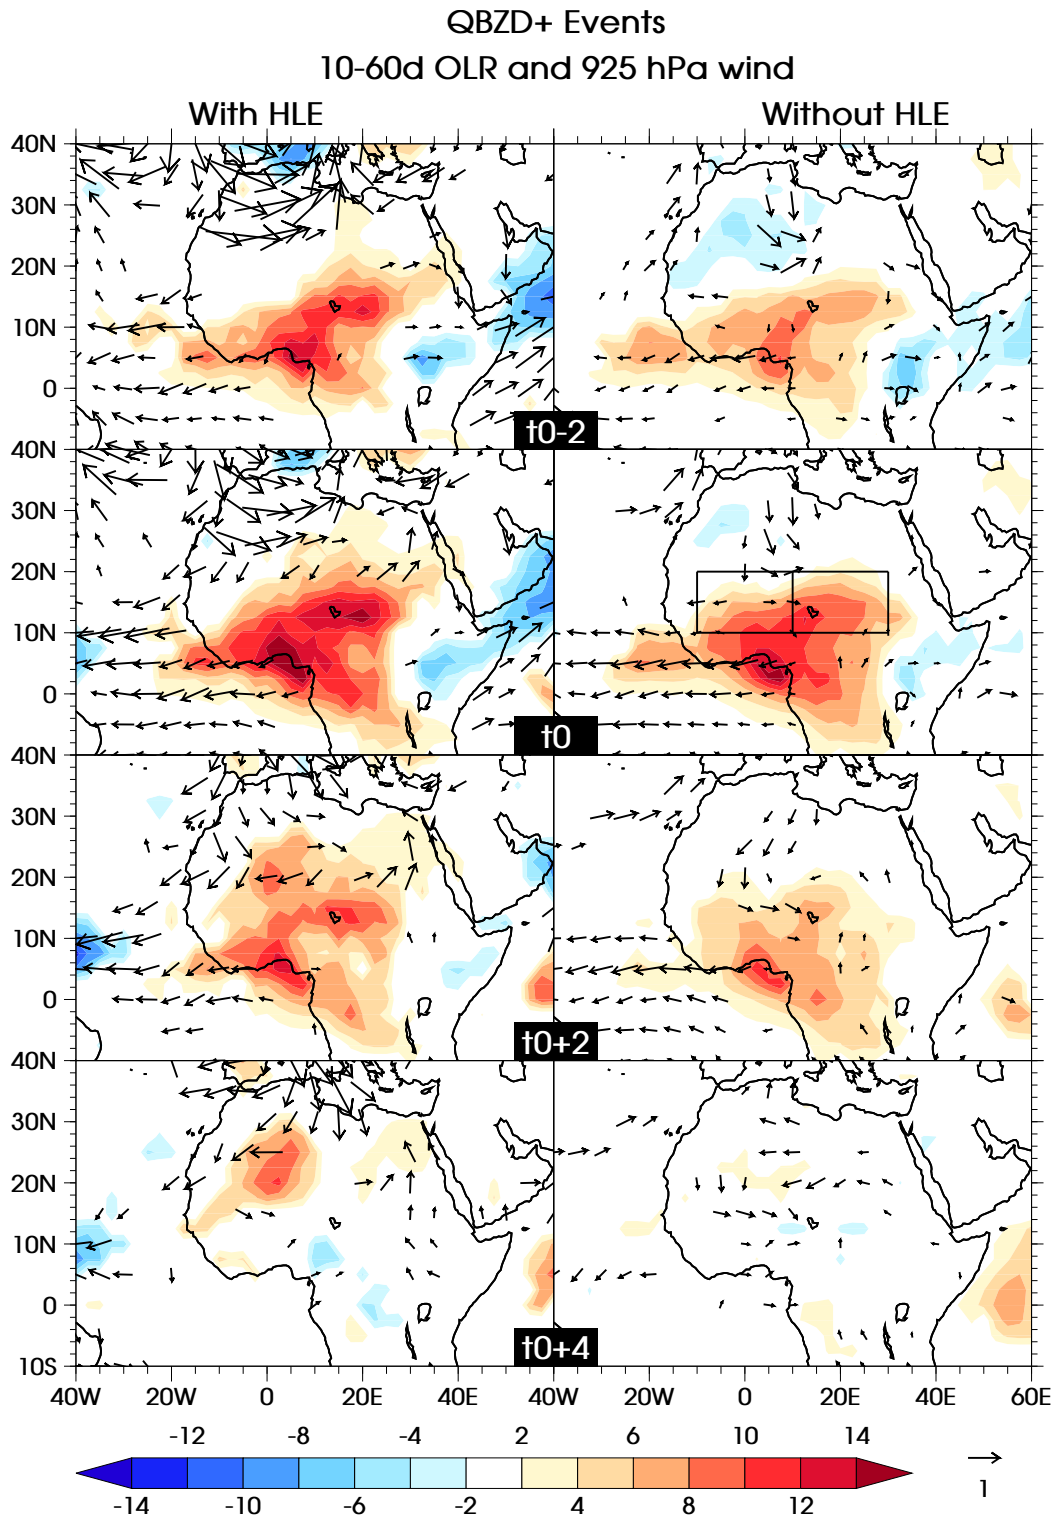 QBZD+ Events
10-60d OLR and 925 hPa wind
With HLE
Without HLE
40N
30N
20N
10N
0
t0-2
40N
30N
20N
10N
0
t0
40N
30N
20N
10N
0
t0+2
40N
30N
20N
10N
0
10S
t0+4
40W 20W 0 20E 40E 40W 20W 0 20E 40E 60E
-12 -8 -4 2 6 10 14
-14 -10 -6 -2 4 8 12
1